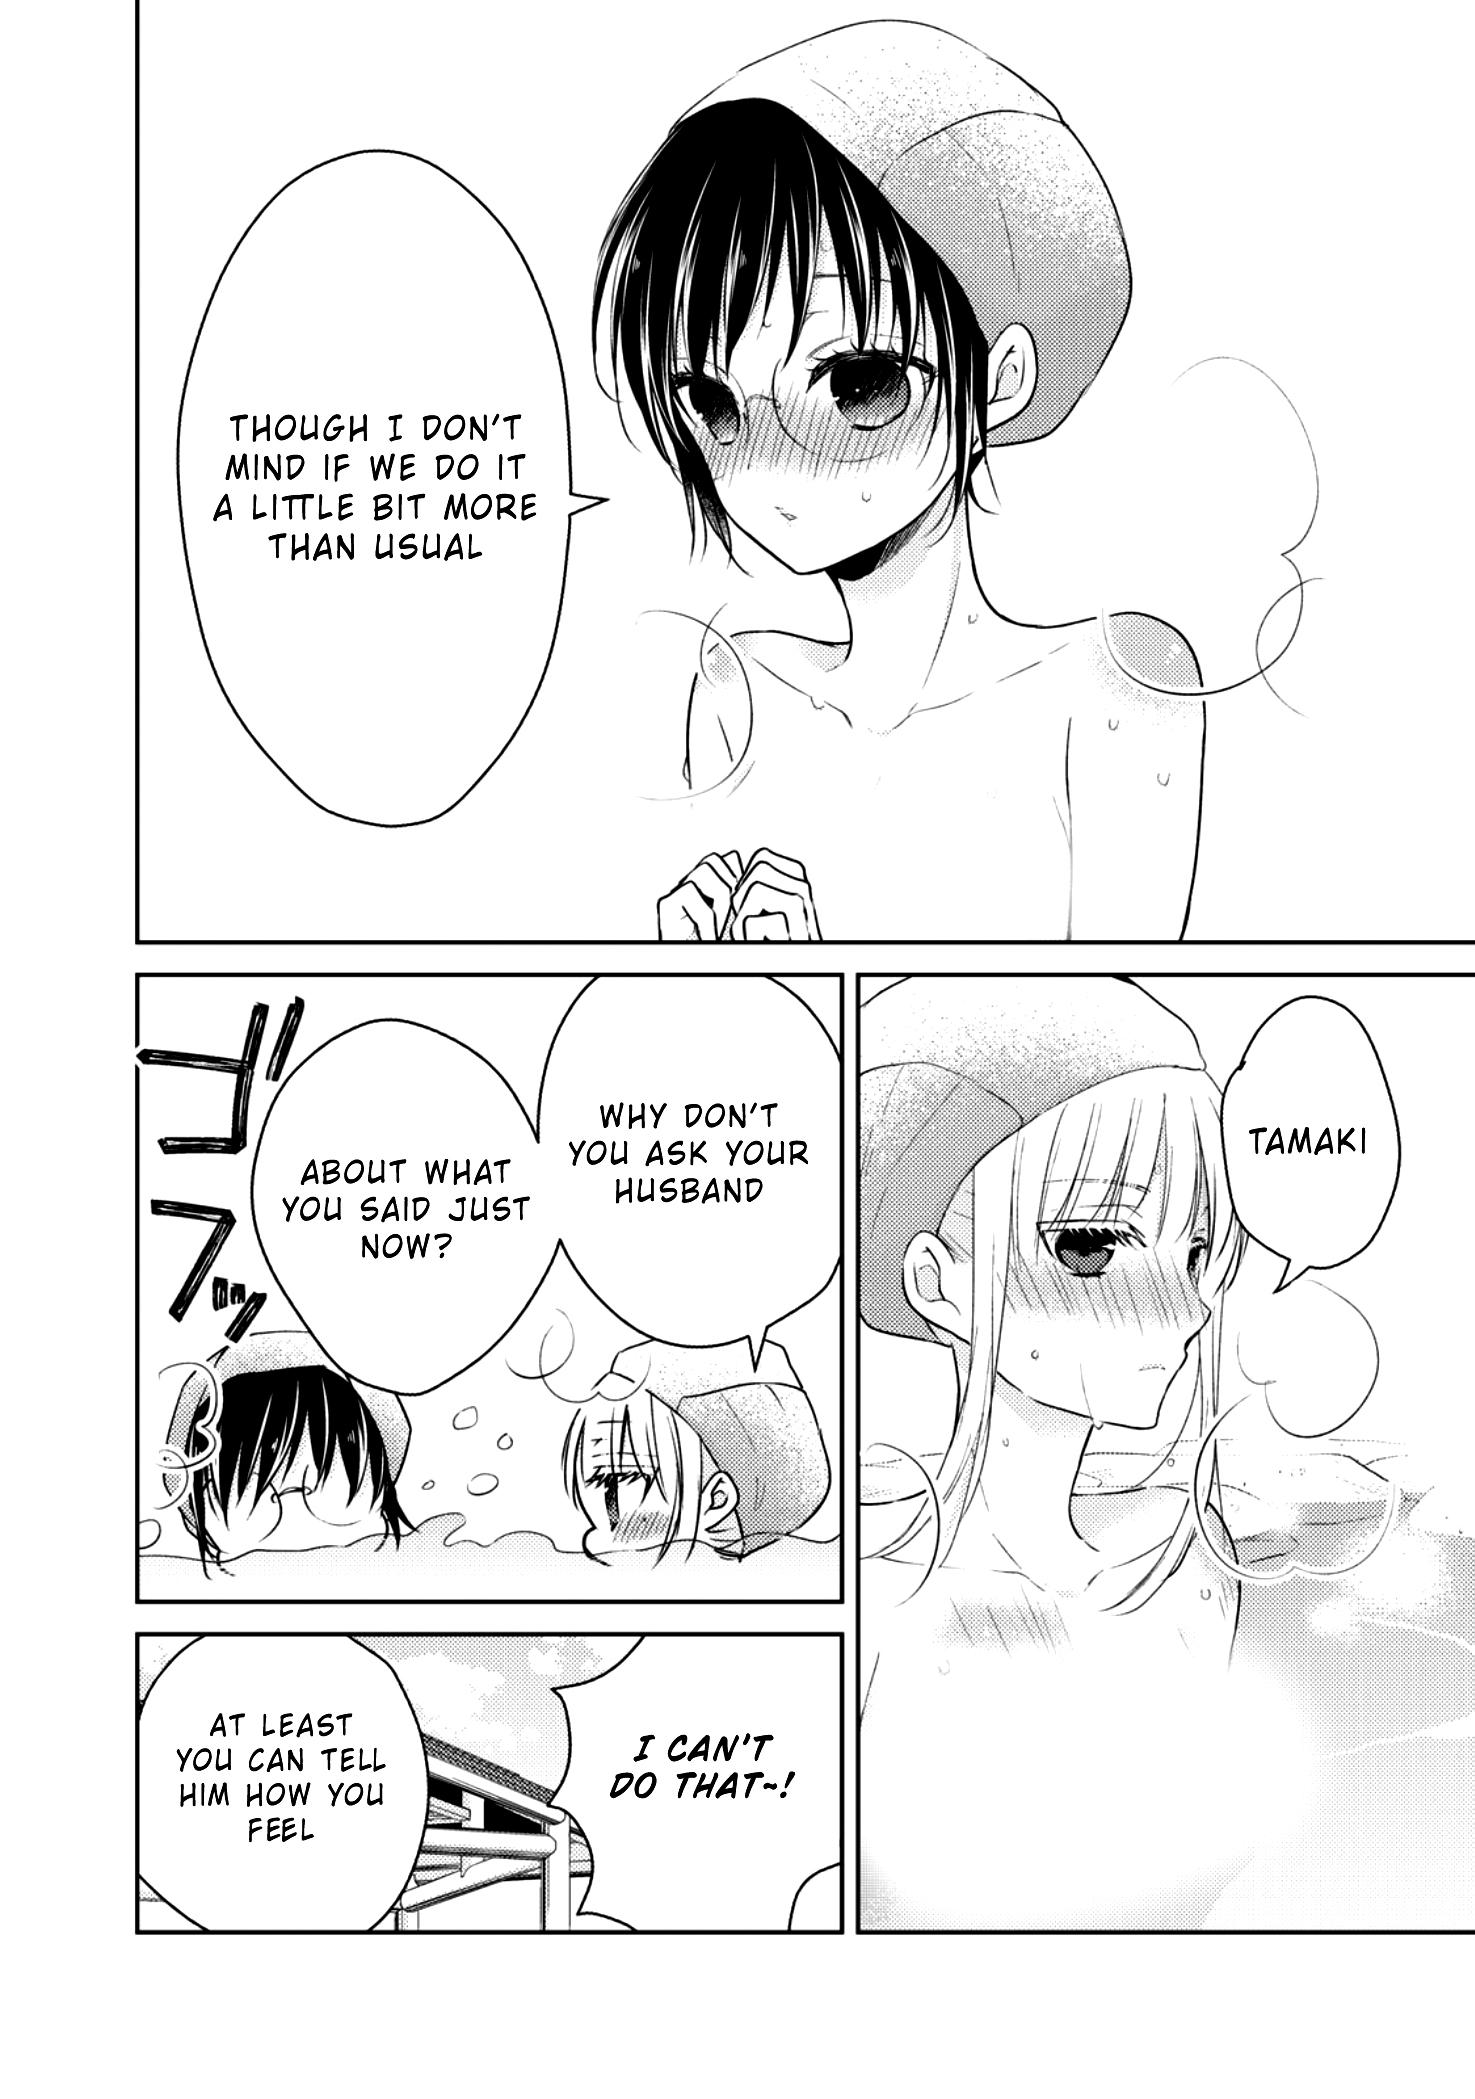 THOUGH I DON'T
MIND IF WE DO IT
A LITTLE BIT MORE
THAN USUAL
TAMAKI
WHY DON'T
YOU ASK YOUR
HUSBAND
ABOUT WHAT
YOU SAID JUST
NOW?
ゴフッ…
I CAN'T
DO THAT~!
AT LEAST
YOU CAN TELL
HIM HOW YOU
FEEL